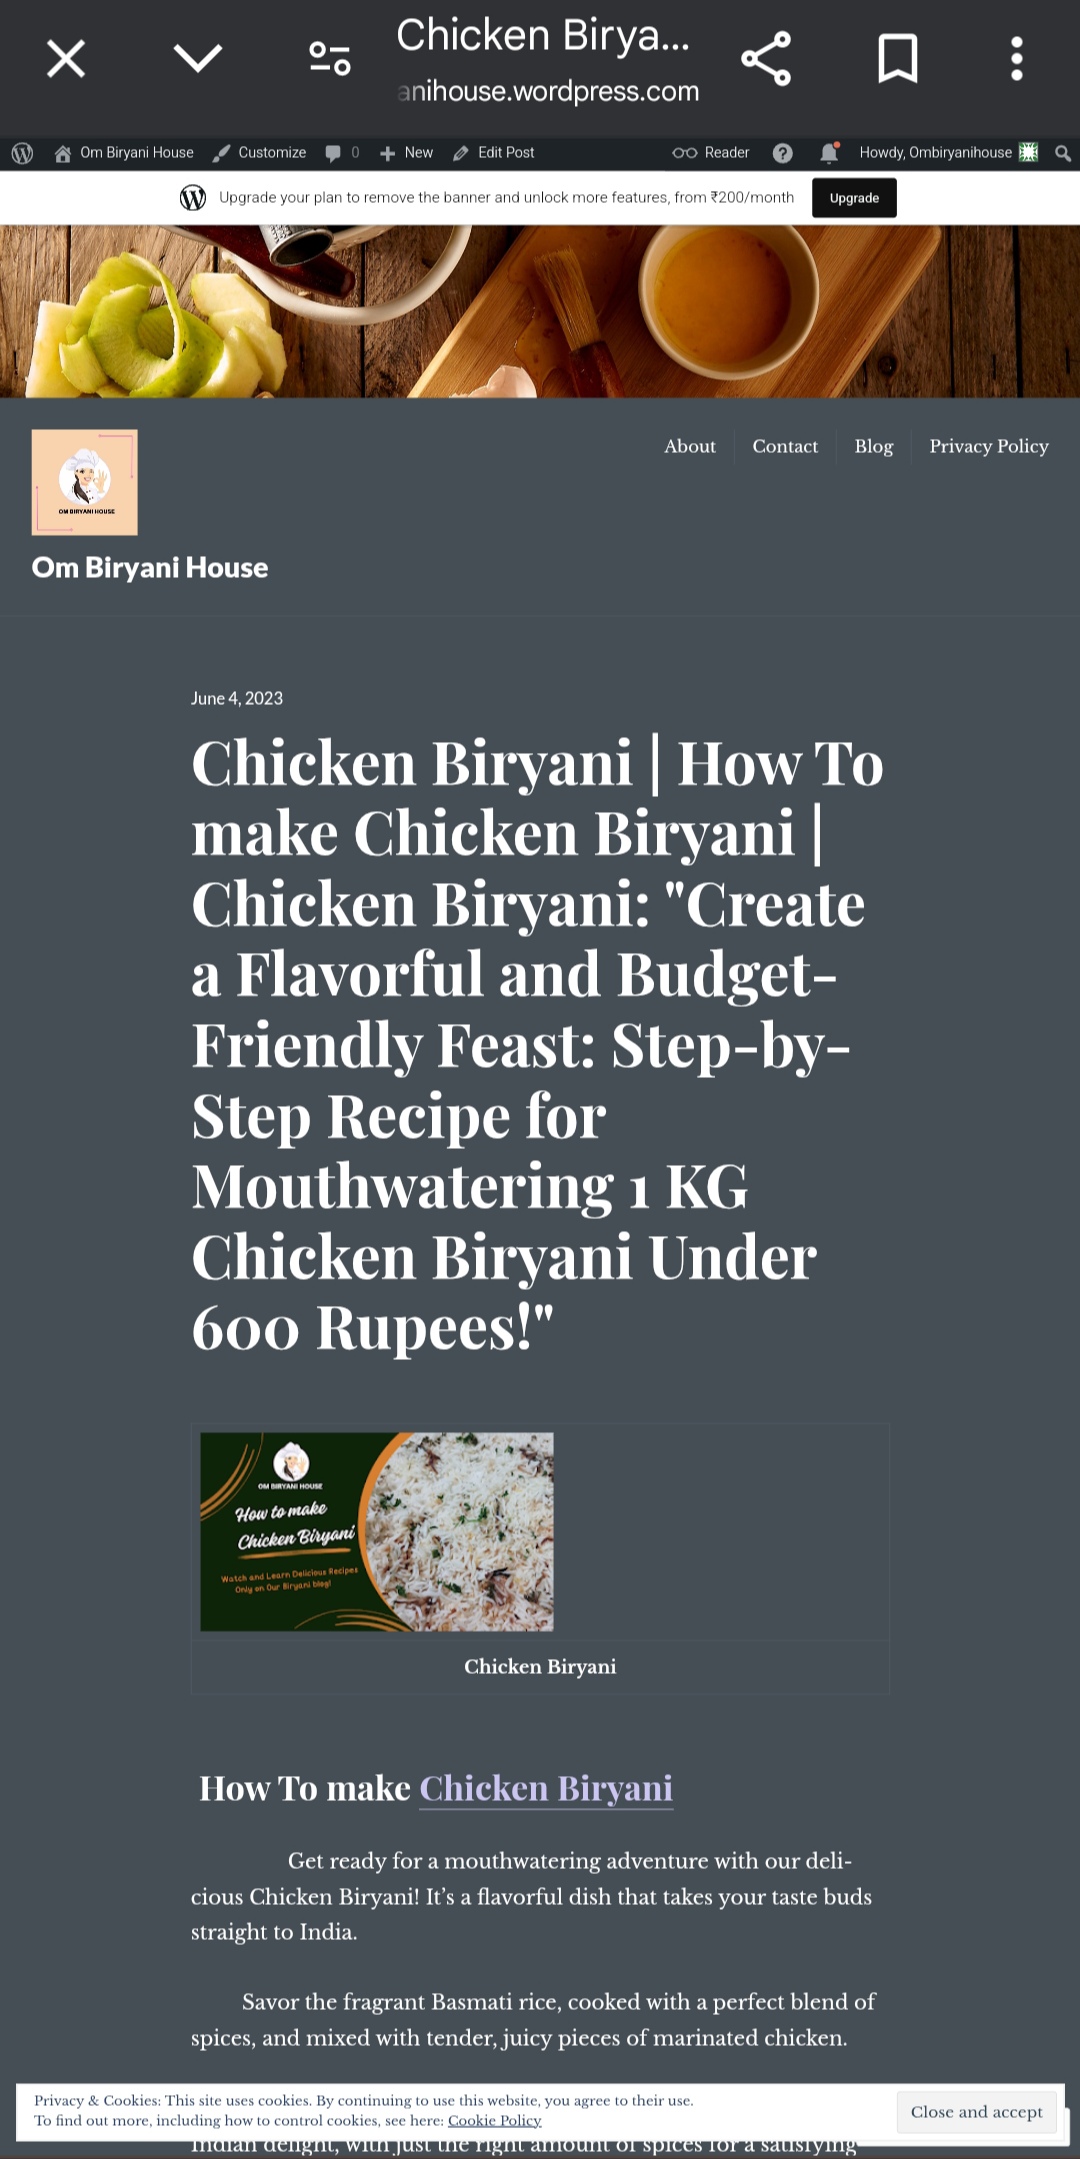 Chicken Birya...
anihouse.wordpress.com
Om Biryani House Customize 0 New Edit Post Reader Howdy, Ombiryanihouse
Upgrade your plan to remove the banner and unlock more features, from ₹200/month Upgrade
OM BIRYANI HOUSE
About Contact Blog Privacy Policy
Om Biryani House
June 4, 2023
Chicken Biryani | How To
make Chicken Biryani |
Chicken Biryani: "Create
a Flavorful and Budget-
Friendly Feast: Step-by-
Step Recipe for
Mouthwatering 1 KG
Chicken Biryani Under
600 Rupees!"
OM BIRYANI HOUSE
How to make
Chicken Biryani
Watch and Learn Delicious Recipes
Only on Our Biryani blog!
Chicken Biryani
How To make Chicken Biryani
Get ready for a mouthwatering adventure with our deli-
cious Chicken Biryani! It’s a flavorful dish that takes your taste buds
straight to India.
Savor the fragrant Basmati rice, cooked with a perfect blend of
spices, and mixed with tender, juicy pieces of marinated chicken.
Privacy & Cookies: This site uses cookies. By continuing to use this website, you agree to their use.
To find out more, including how to control cookies, see here: Cookie Policy
Close and accept
Indian delight, with just the right amount of spices for a satisfying